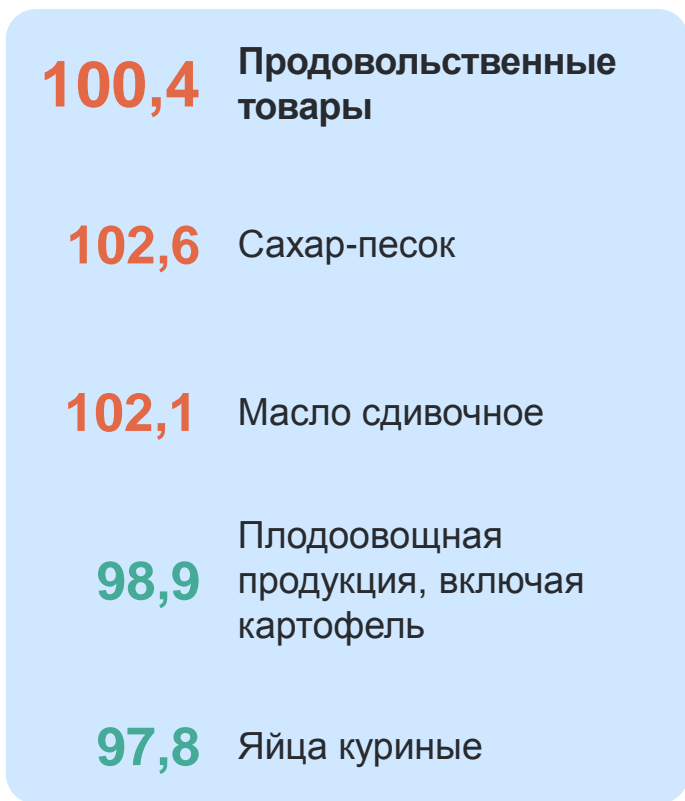 100,4 Продовольственные
товары
102,6 Сахар-песок
102,1 Масло сдивочное
Плодоовощная
98,9 продукция, включая
картофель
97,8 Яйца куриные